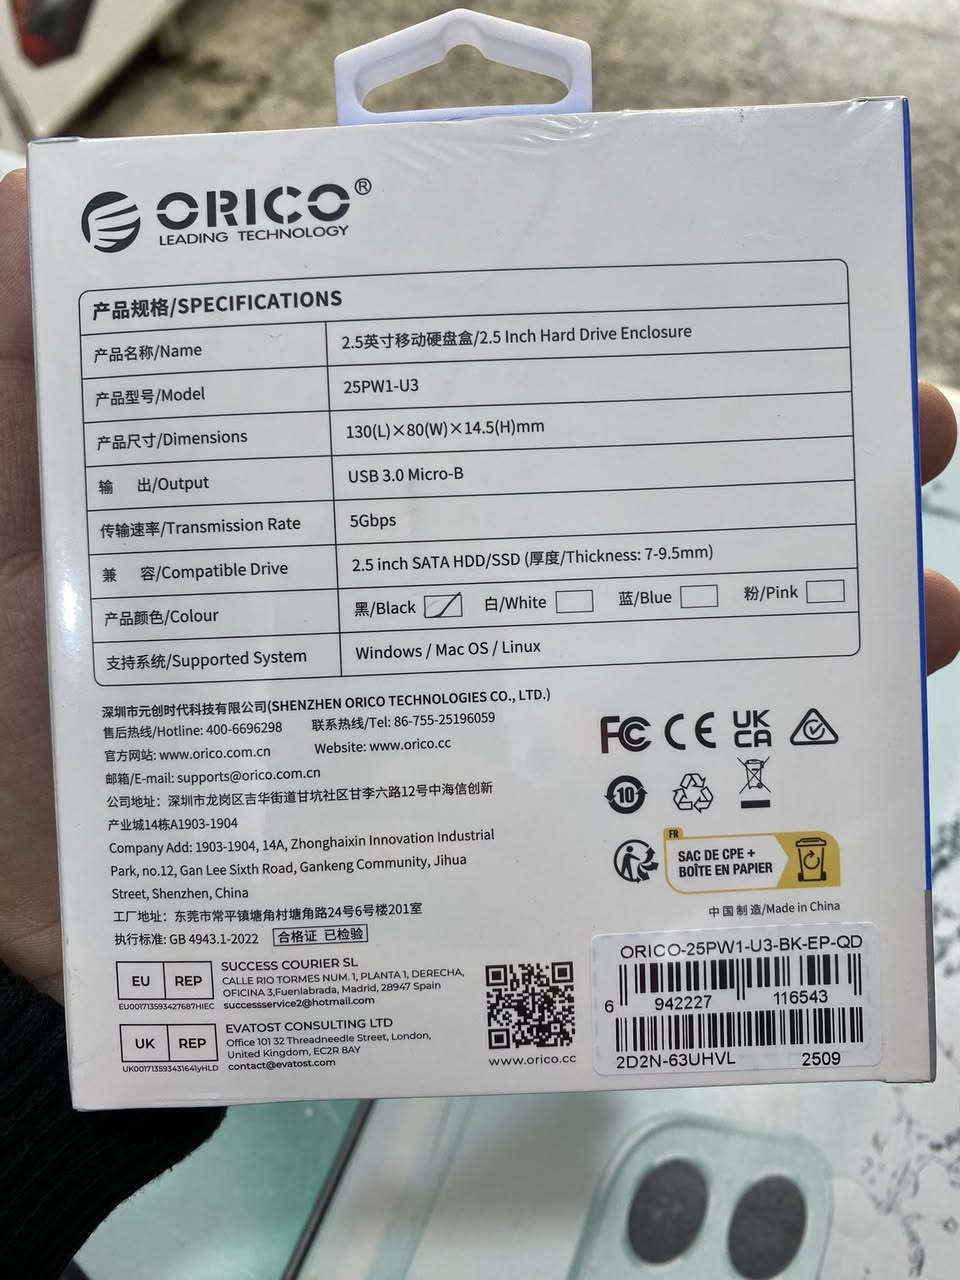 ORICO®
LEADING TECHNOLOGY
产品规格/SPECIFICATIONS
产品名称/Name 2.5英寸移动硬盘盒/2.5 Inch Hard Drive Enclosure
产品型号/Model 25PW1-U3
产品尺寸/Dimensions 130(L)×80(W)×14.5(H)mm
输 出/Output USB 3.0 Micro-B
传输速率/Transmission Rate 5Gbps
兼 容/Compatible Drive 2.5 inch SATA HDD/SSD (厚度/Thickness: 7-9.5mm)
产品颜色/Colour 黑/Black 白/White 蓝/Blue 粉/Pink
支持系统/Supported System Windows / Mac OS / Linux
深圳市元创时代科技有限公司(SHENZHEN ORICO TECHNOLOGIES CO., LTD.)
售后热线/Hotline: 400-6696298 联系热线/Tel: 86-755-25196059
官方网站: www.orico.com.cn Website: www.orico.cc
邮箱/E-mail: supports@orico.com.cn
公司地址：深圳市龙岗区吉华街道甘坑社区甘李六路12号中海信创新
产业城14栋A1903-1904
Company Add: 1903-1904, 14A, Zhonghaixin Innovation Industrial
Park, no.12, Gan Lee Sixth Road, Gankeng Community, Jihua
Street, Shenzhen, China
工厂地址：东莞市常平镇塘角村塘角路24号6号楼201室
执行标准: GB 4943.1-2022 合格证 已检验
FC CE UK CA
10
FR
SAC DE CPE +
BOÎTE EN PAPIER
中国制造/Made in China
EU REP
SUCCESS COURIER SL
CALLE RIO TORMES NUM. 1, PLANTA 1, DERECHA,
OFICINA 3,Fuenlabrada, Madrid, 28947 Spain
successservice2@hotmail.com
EU001713593427687HIEC
UK REP
EVATOST CONSULTING LTD
Office 101 32 Threadneedle Street, London,
United Kingdom, EC2R 8AY
contact@evatost.com
UK001713593431641yHLD
www.orico.cc
ORICO-25PW1-U3-BK-EP-QD
6 942227 116543
2D2N-63UHVL 2509